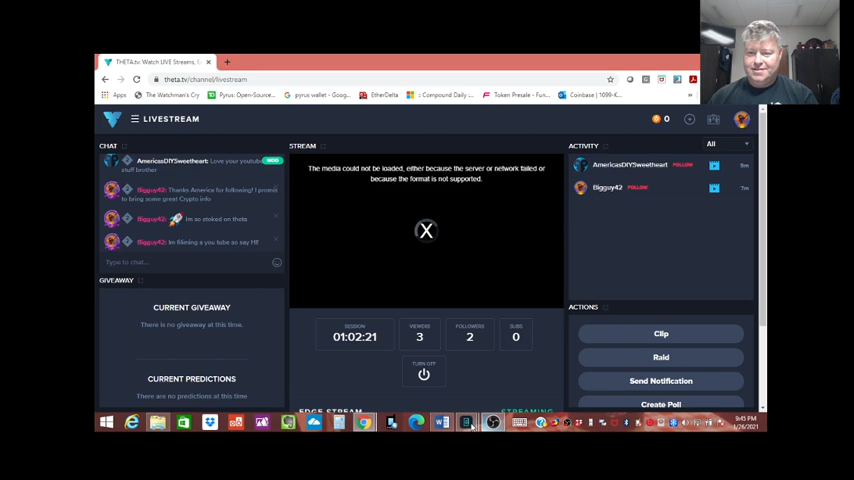 THETA.tv: Watch LIVE Streams, E
theta.tv/channel/livestream
Apps
The Watchman's Cry
Pyrus: Open-Source...
pyrus wallet - Goog...
EtherDelta
:: Compound Daily :...
Token Presale - Fun...
Coinbase | 1099-K...
LIVESTREAM
0
CHAT
STREAM
ACTIVITY
All
AmericasDIYSweetheart: Love your youtube
stuff brother
MOD
Bigguy42: Thanks America for following! I promi
to bring some great Crypto info
Bigguy42: Im so stoked on theta
Bigguy42: Im filiming a you tube so say HI!
Type to chat...
The media could not be loaded, either because the server or network failed or
because the format is not supported.
X
AmericasDIYSweetheart FOLLOW
5m
Bigguy42 FOLLOW
7m
GIVEAWAY
CURRENT GIVEAWAY
There is no giveaway at this time.
CURRENT PREDICTIONS
There are no predictions at this time
SESSION
01:02:21
VIEWERS
3
FOLLOWERS
2
SUBS
0
TURN OFF
EDGE STREAM
STREAMING
ACTIONS
Clip
Raid
Send Notification
Create Poll
9:45 PM
1/26/2021